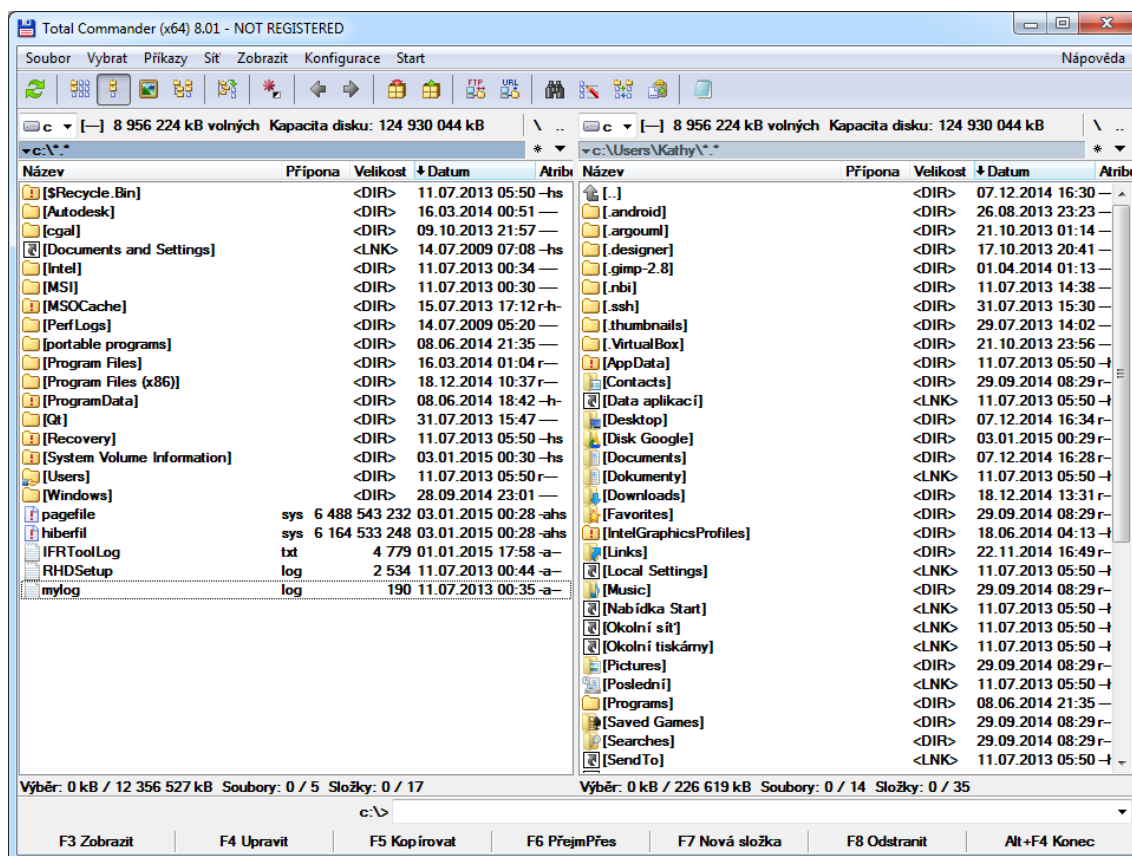 Total Commander (x64) 8.01 - NOT REGISTERED
Soubor Vybrat Příkazy Síť Zobrazit Konfigurace Start Nápověda
FTP URL
c [—] 8 956 224 kB volných Kapacita disku: 124 930 044 kB \ ..
c:\*.* *
Název Přípona Velikost Datum Atribu
[$Recycle.Bin] <DIR> 11.07.2013 05:50 —hs
[Autodesk] <DIR> 16.03.2014 00:51 ——
[cgal] <DIR> 09.10.2013 21:57 ——
[Documents and Settings] <LNK> 14.07.2009 07:08 —hs
[Intel] <DIR> 11.07.2013 00:34 ——
[MSI] <DIR> 11.07.2013 00:30 ——
[MSOCache] <DIR> 15.07.2013 17:12 r-h-
[PerfLogs] <DIR> 14.07.2009 05:20 ——
[portable programs] <DIR> 08.06.2014 21:35 ——
[Program Files] <DIR> 16.03.2014 01:04 r—
[Program Files (x86)] <DIR> 18.12.2014 10:37 r—
[ProgramData] <DIR> 08.06.2014 18:42 —h-
[Qt] <DIR> 31.07.2013 15:47 ——
[Recovery] <DIR> 11.07.2013 05:50 —hs
[System Volume Information] <DIR> 03.01.2015 00:30 —hs
[Users] <DIR> 11.07.2013 05:50 r—
[Windows] <DIR> 28.09.2014 23:01 ——
pagefile sys 6 488 543 232 03.01.2015 00:28 -ahs
hiberfil sys 6 164 533 248 03.01.2015 00:28 -ahs
IFRToolLog txt 4 779 01.01.2015 17:58 -a—
RHDSetup log 2 534 11.07.2013 00:44 -a—
mylog log 190 11.07.2013 00:35 -a—
Výběr: 0 kB / 12 356 527 kB Soubory: 0 / 5 Složky: 0 / 17
c [—] 8 956 224 kB volných Kapacita disku: 124 930 044 kB \ ..
c:\Users\Kathy\*.* *
Název Přípona Velikost Datum Atribu
[..] <DIR> 07.12.2014 16:30 —
[.android] <DIR> 26.08.2013 23:23 —
[.argouml] <DIR> 21.10.2013 01:14 —
[.designer] <DIR> 17.10.2013 20:41 —
[.gimp-2.8] <DIR> 01.04.2014 01:13 —
[.nbi] <DIR> 11.07.2013 14:38 —
[.ssh] <DIR> 31.07.2013 15:30 —
[.thumbnails] <DIR> 29.07.2013 14:02 —
[.VirtualBox] <DIR> 21.10.2013 23:56 —
[AppData] <DIR> 11.07.2013 05:50 —h
[Contacts] <DIR> 29.09.2014 08:29 r—
[Data aplikací] <LNK> 11.07.2013 05:50 —h
[Desktop] <DIR> 07.12.2014 16:34 r—
[Disk Google] <DIR> 03.01.2015 00:29 r—
[Documents] <DIR> 07.12.2014 16:28 r—
[Dokumenty] <LNK> 11.07.2013 05:50 —h
[Downloads] <DIR> 18.12.2014 13:31 r—
[Favorites] <DIR> 29.09.2014 08:29 r—
[IntelGraphicsProfiles] <DIR> 18.06.2014 04:13 —h
[Links] <DIR> 22.11.2014 16:49 r—
[Local Settings] <LNK> 11.07.2013 05:50 —h
[Music] <DIR> 29.09.2014 08:29 r—
[Nabídka Start] <LNK> 11.07.2013 05:50 —h
[Okolní síť] <LNK> 11.07.2013 05:50 —h
[Okolní tiskárny] <LNK> 11.07.2013 05:50 —h
[Pictures] <DIR> 29.09.2014 08:29 r—
[Poslední] <LNK> 11.07.2013 05:50 —h
[Programs] <DIR> 08.06.2014 21:35 —
[Saved Games] <DIR> 29.09.2014 08:29 r—
[Searches] <DIR> 29.09.2014 08:29 r—
[SendTo] <LNK> 11.07.2013 05:50 —h
Výběr: 0 kB / 226 619 kB Soubory: 0 / 14 Složky: 0 / 35
c:\>
F3 Zobrazit F4 Upravit F5 Kopírovat F6 PřejmPřes F7 Nová složka F8 Odstranit Alt+F4 Konec